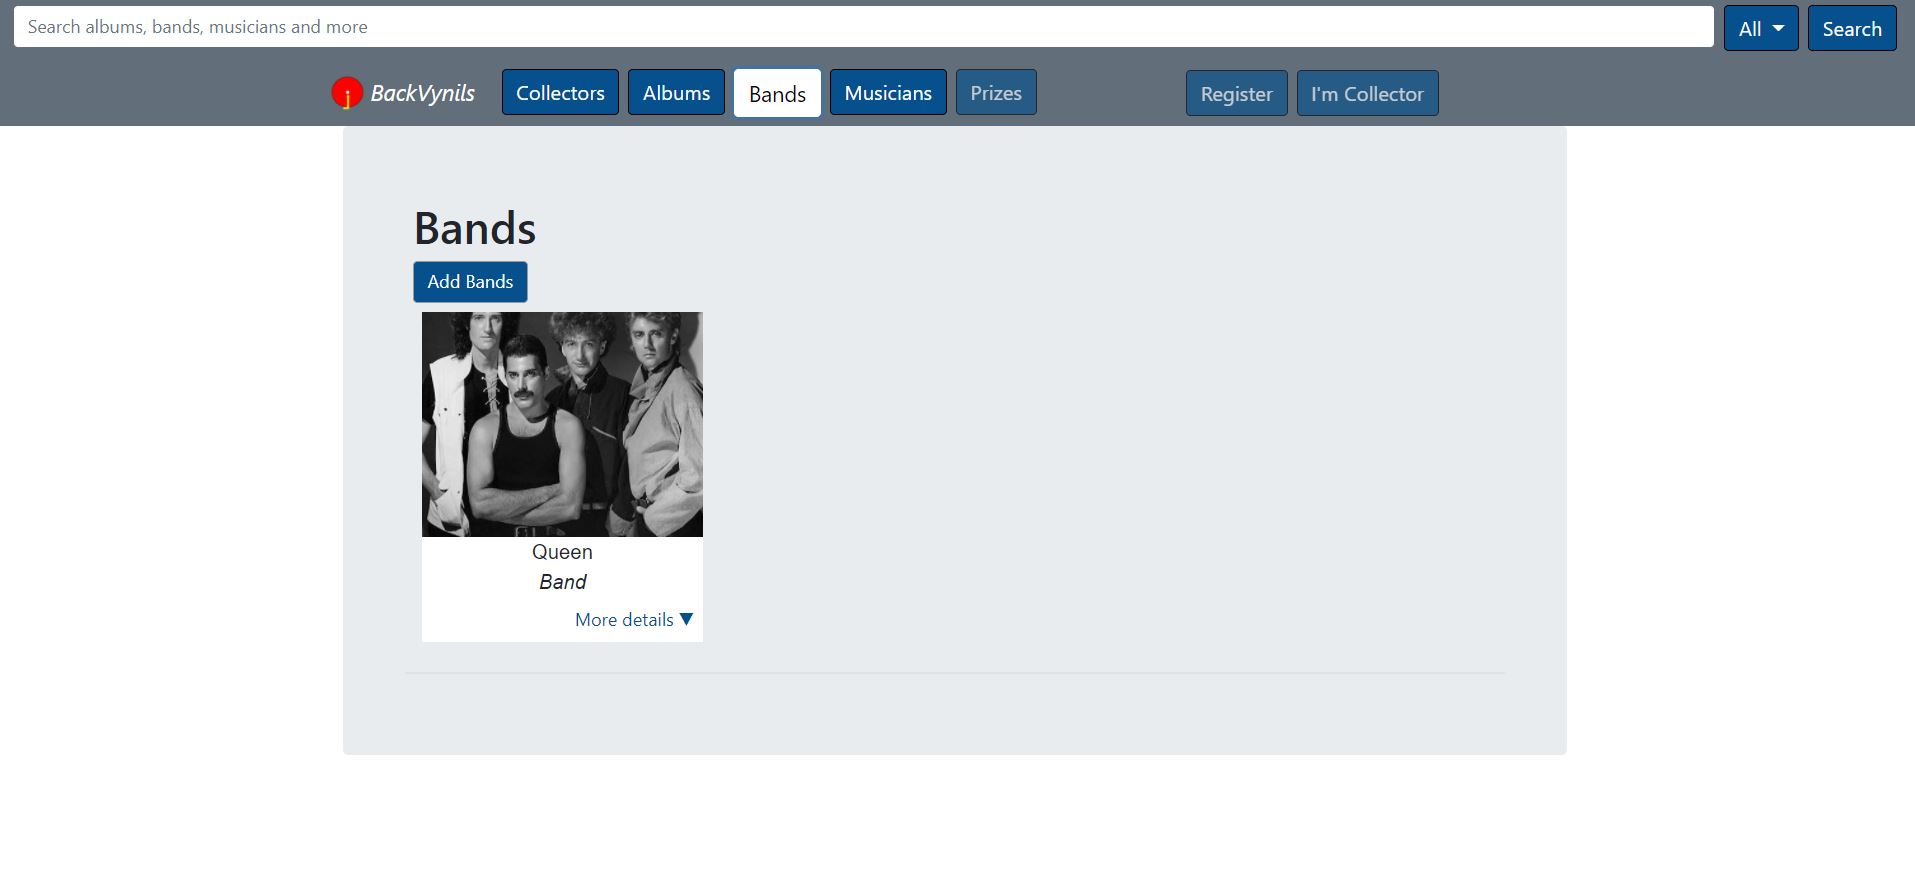 Search albums, bands, musicians and more
All
Search
BackVynils
Collectors
Albums
Bands
Musicians
Prizes
Register
I'm Collector
Bands
Add Bands
Queen
Band
More details ▼